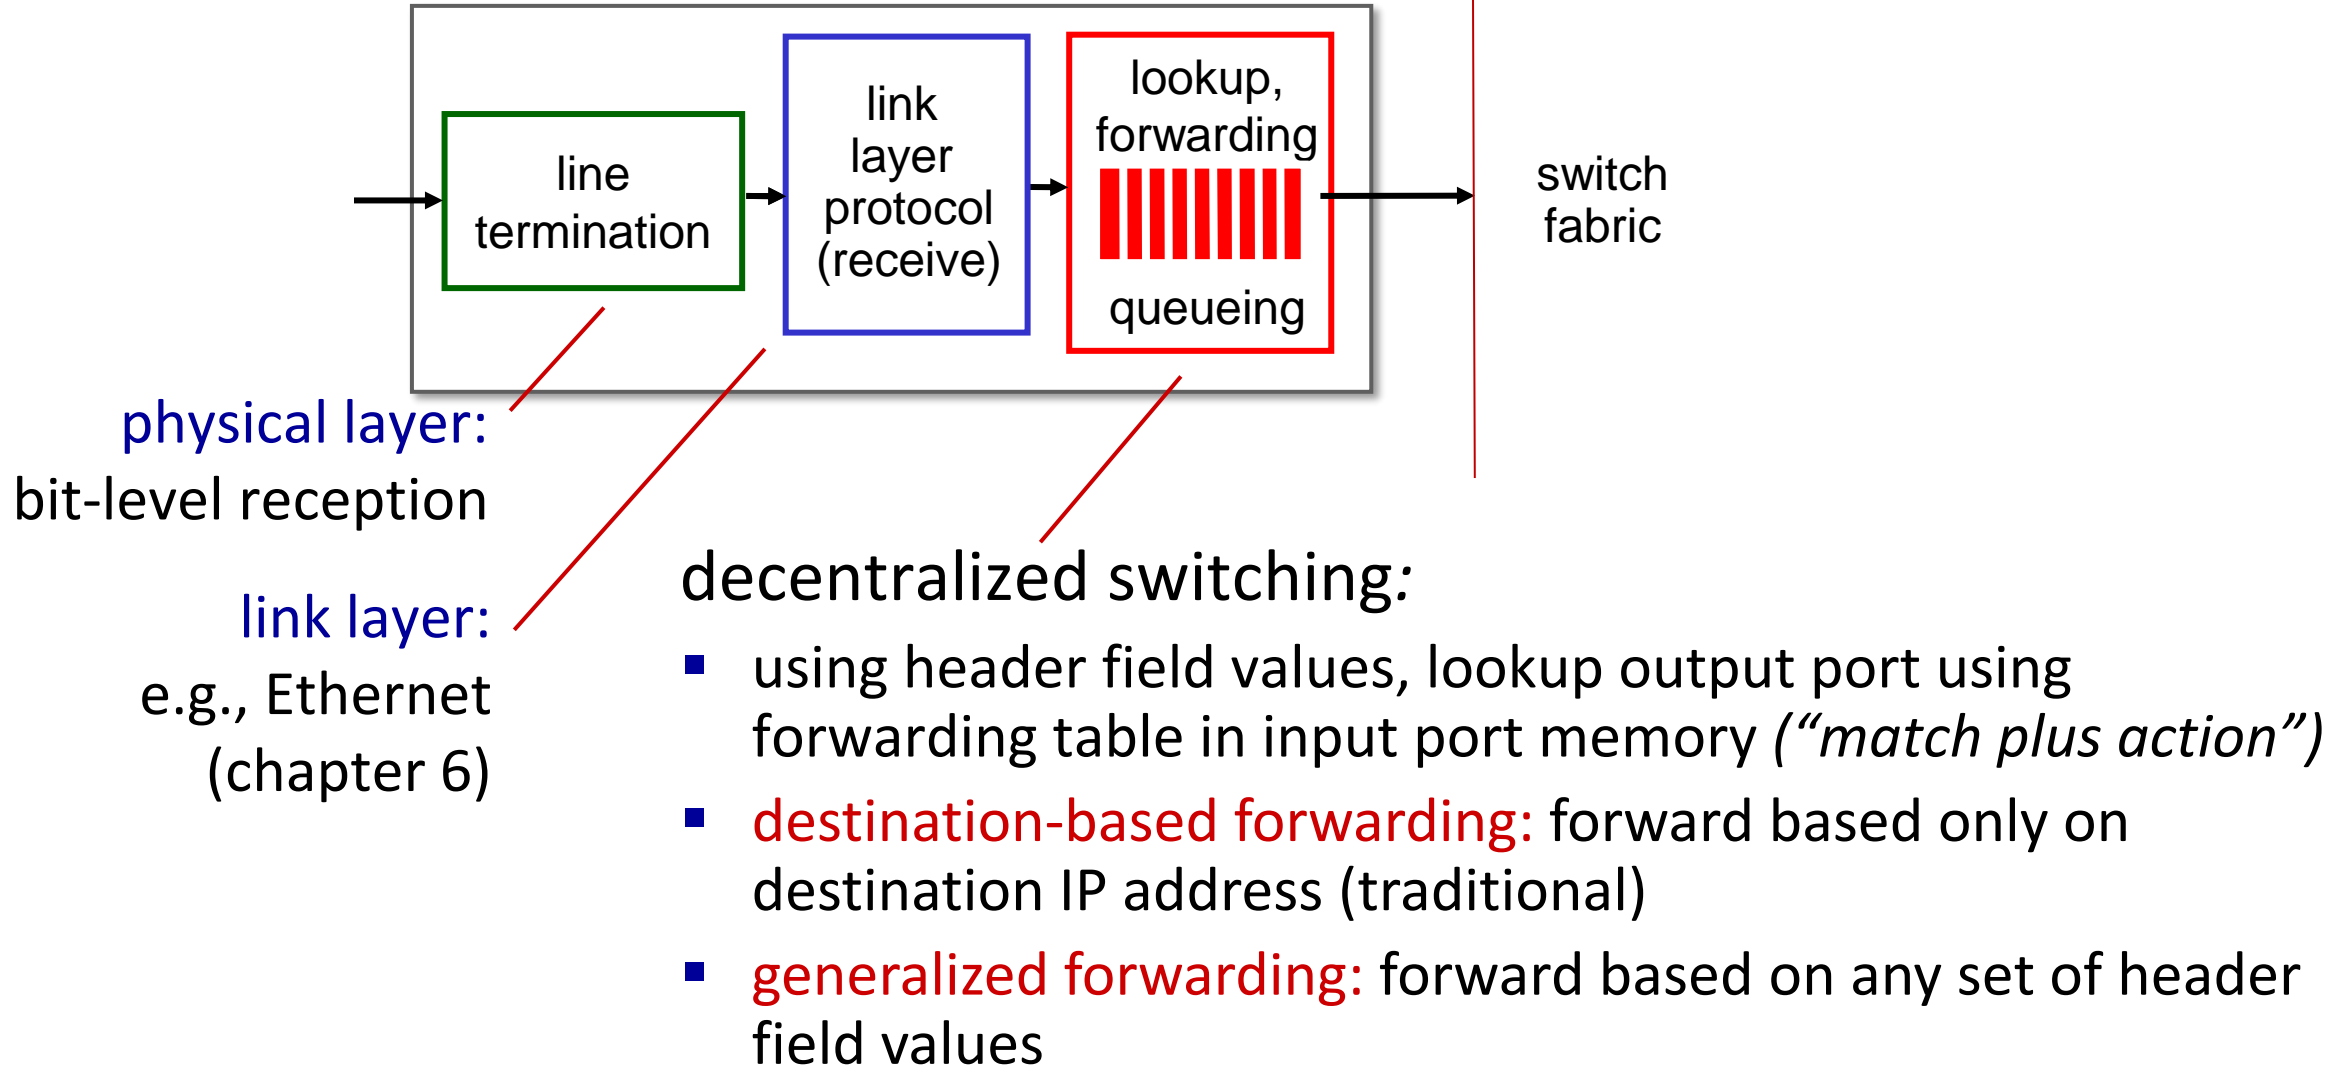 line
termination
link
layer
protocol
(receive)
lookup,
forwarding
queueing
switch
fabric
physical layer:
bit-level reception
link layer:
e.g., Ethernet
(chapter 6)
decentralized switching:
using header field values, lookup output port using
forwarding table in input port memory (“match plus action”)
destination-based forwarding: forward based only on
destination IP address (traditional)
generalized forwarding: forward based on any set of header
field values